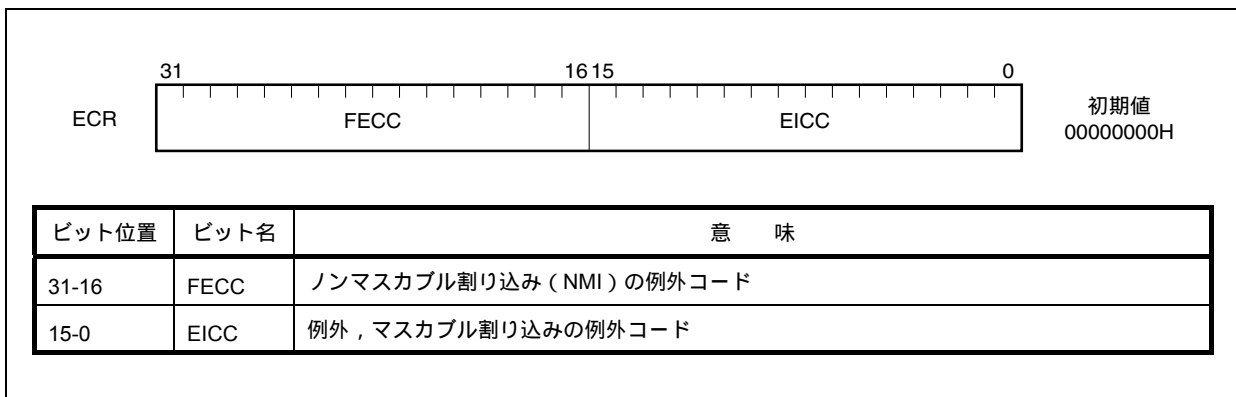 31 16 15 0
ECR FECC EICC 初期値
00000000H
ビット位置 ビット名 意 味
31-16 FECC ノンマスカブル割り込み(NMI)の例外コード
15-0 EICC 例外,マスカブル割り込みの例外コード